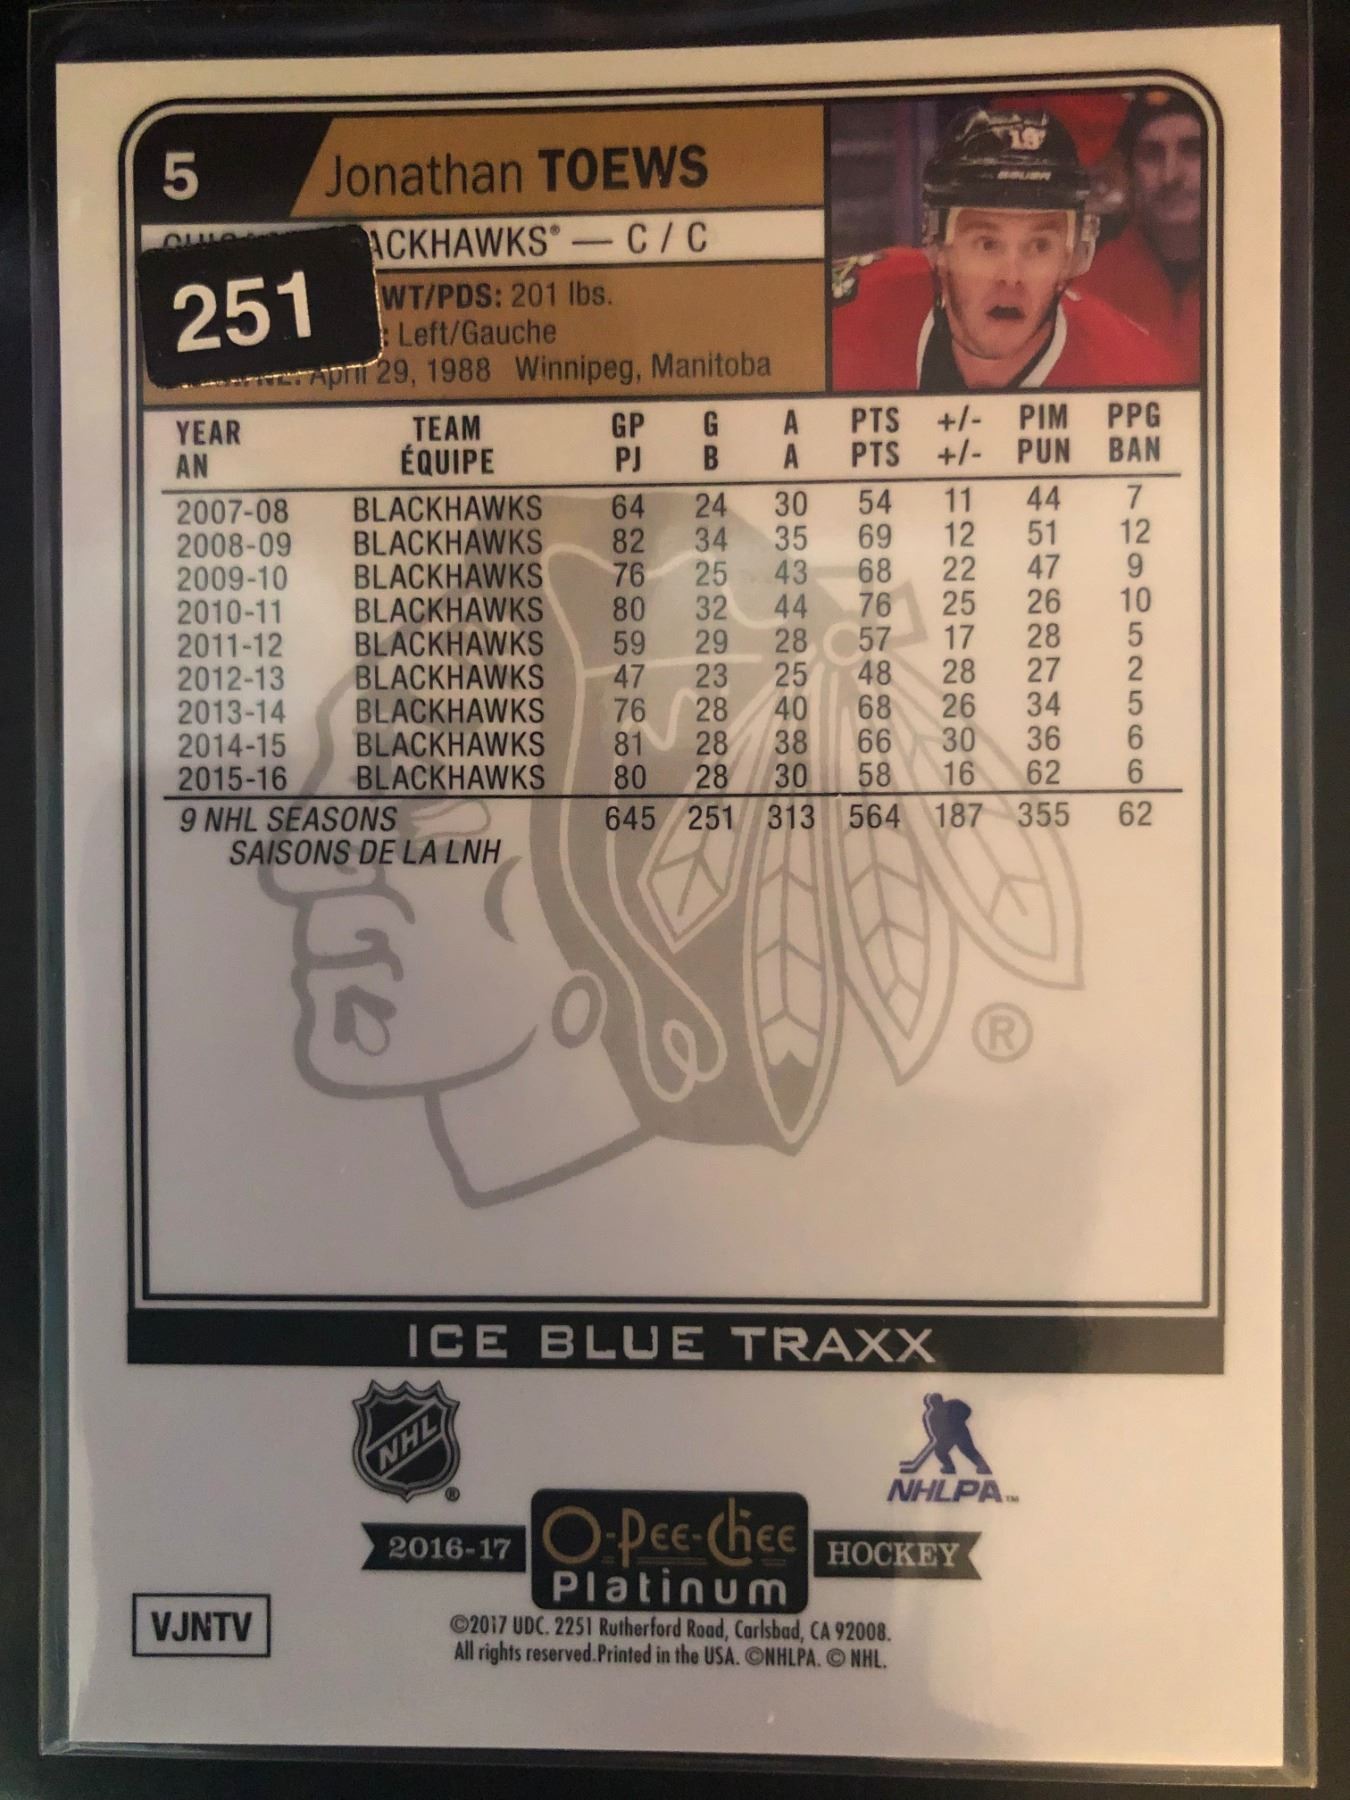 5
Jonathan TOEWS
19
BAUER
ACKHAWKS® — C / C
251
WT/PDS: 201 lbs.
: Left/Gauche
April 29, 1988 Winnipeg, Manitoba
YEAR TEAM GP G A PTS +/- PIM PPG
AN ÉQUIPE PJ B A PTS +/- PUN BAN
2007-08 BLACKHAWKS 64 24 30 54 11 44 7
2008-09 BLACKHAWKS 82 34 35 69 12 51 12
2009-10 BLACKHAWKS 76 25 43 68 22 47 9
2010-11 BLACKHAWKS 80 32 44 76 25 26 10
2011-12 BLACKHAWKS 59 29 28 57 17 28 5
2012-13 BLACKHAWKS 47 23 25 48 28 27 2
2013-14 BLACKHAWKS 76 28 40 68 26 34 5
2014-15 BLACKHAWKS 81 28 38 66 30 36 6
2015-16 BLACKHAWKS 80 28 30 58 16 62 6
9 NHL SEASONS 645 251 313 564 187 355 62
SAISONS DE LA LNH
®
ICE BLUE TRAXX
NHL ®
NHLPA™
2016-17 O-Pee-Chee HOCKEY
Platinum
VJNTV
©2017 UDC. 2251 Rutherford Road, Carlsbad, CA 92008.
All rights reserved.Printed in the USA. ©NHLPA. © NHL.